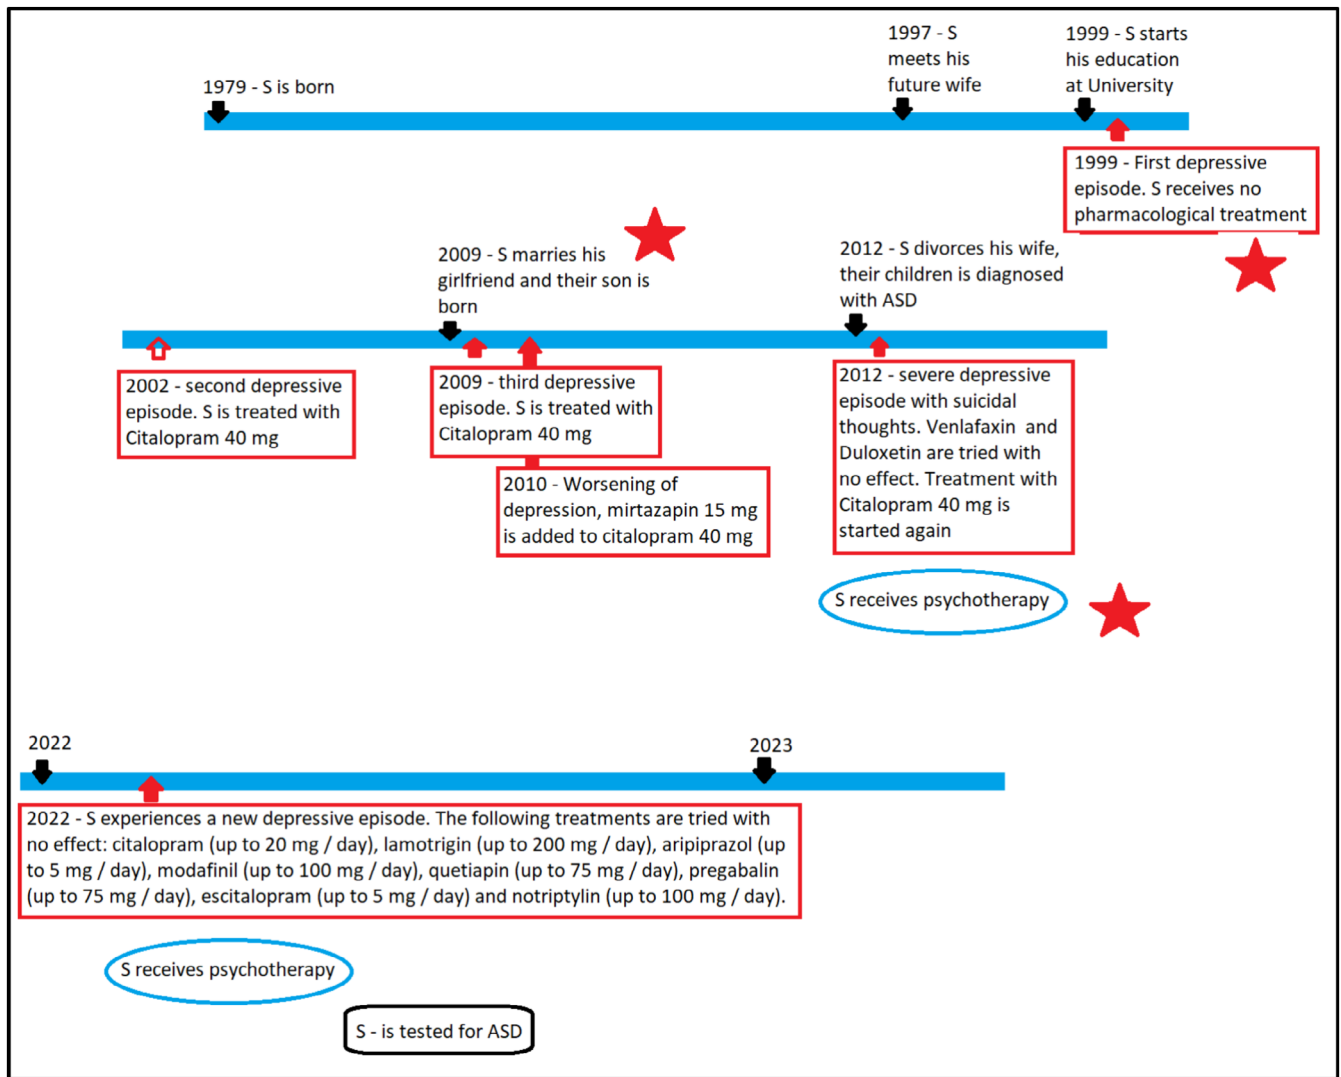 1979 - S is born
1997 - S
meets his
future wife
1999 - S starts
his education
at University
1999 - First depressive
episode. S receives no
pharmacological treatment
2009 - S marries his
girlfriend and their son is
born
2012 - S divorces his wife,
their children is diagnosed
with ASD
2002 - second depressive
episode. S is treated with
Citalopram 40 mg
2009 - third depressive
episode. S is treated with
Citalopram 40 mg
2010 - Worsening of
depression, mirtazapin 15 mg
is added to citalopram 40 mg
2012 - severe depressive
episode with suicidal
thoughts. Venlafaxin and
Duloxetin are tried with
no effect. Treatment with
Citalopram 40 mg is
started again
S receives psychotherapy
2022
2023
2022 - S experiences a new depressive episode. The following treatments are tried with
no effect: citalopram (up to 20 mg / day), lamotrigin (up to 200 mg / day), aripiprazol (up
to 5 mg / day), modafinil (up to 100 mg / day), quetiapin (up to 75 mg / day), pregabalin
(up to 75 mg / day), escitalopram (up to 5 mg / day) and notriptylin (up to 100 mg / day).
S receives psychotherapy
S - is tested for ASD